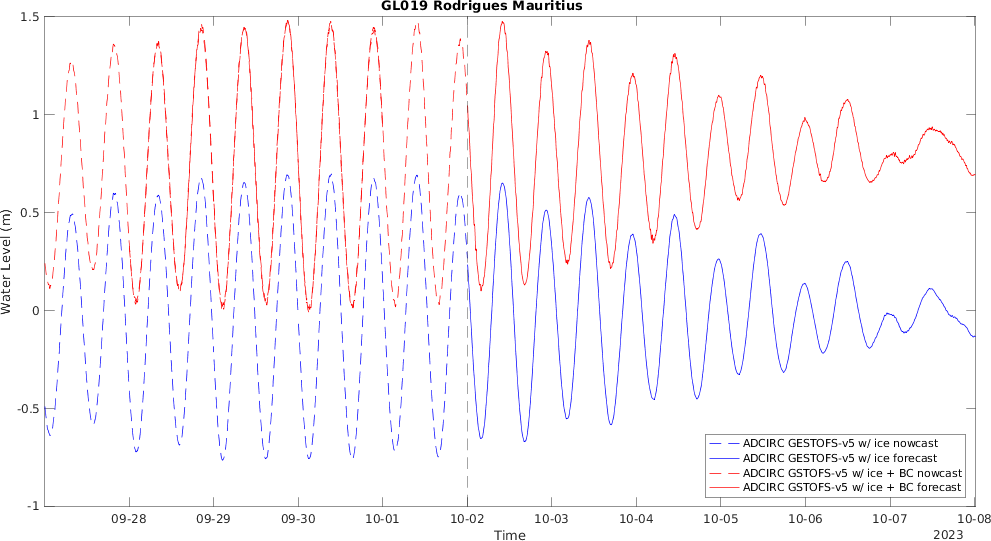 GL019 Rodrigues Mauritius
1.5
1
0.5
0
-0.5
-1
Water Level (m)
ADCIRC GESTOFS-v5 w/ ice nowcast
ADCIRC GESTOFS-v5 w/ ice forecast
ADCIRC GSTOFS-v5 w/ ice + BC nowcast
ADCIRC GSTOFS-v5 w/ ice + BC forecast
09-28 09-29 09-30 10-01 10-02 10-03 10-04 10-05 10-06 10-07 10-08
Time
2023